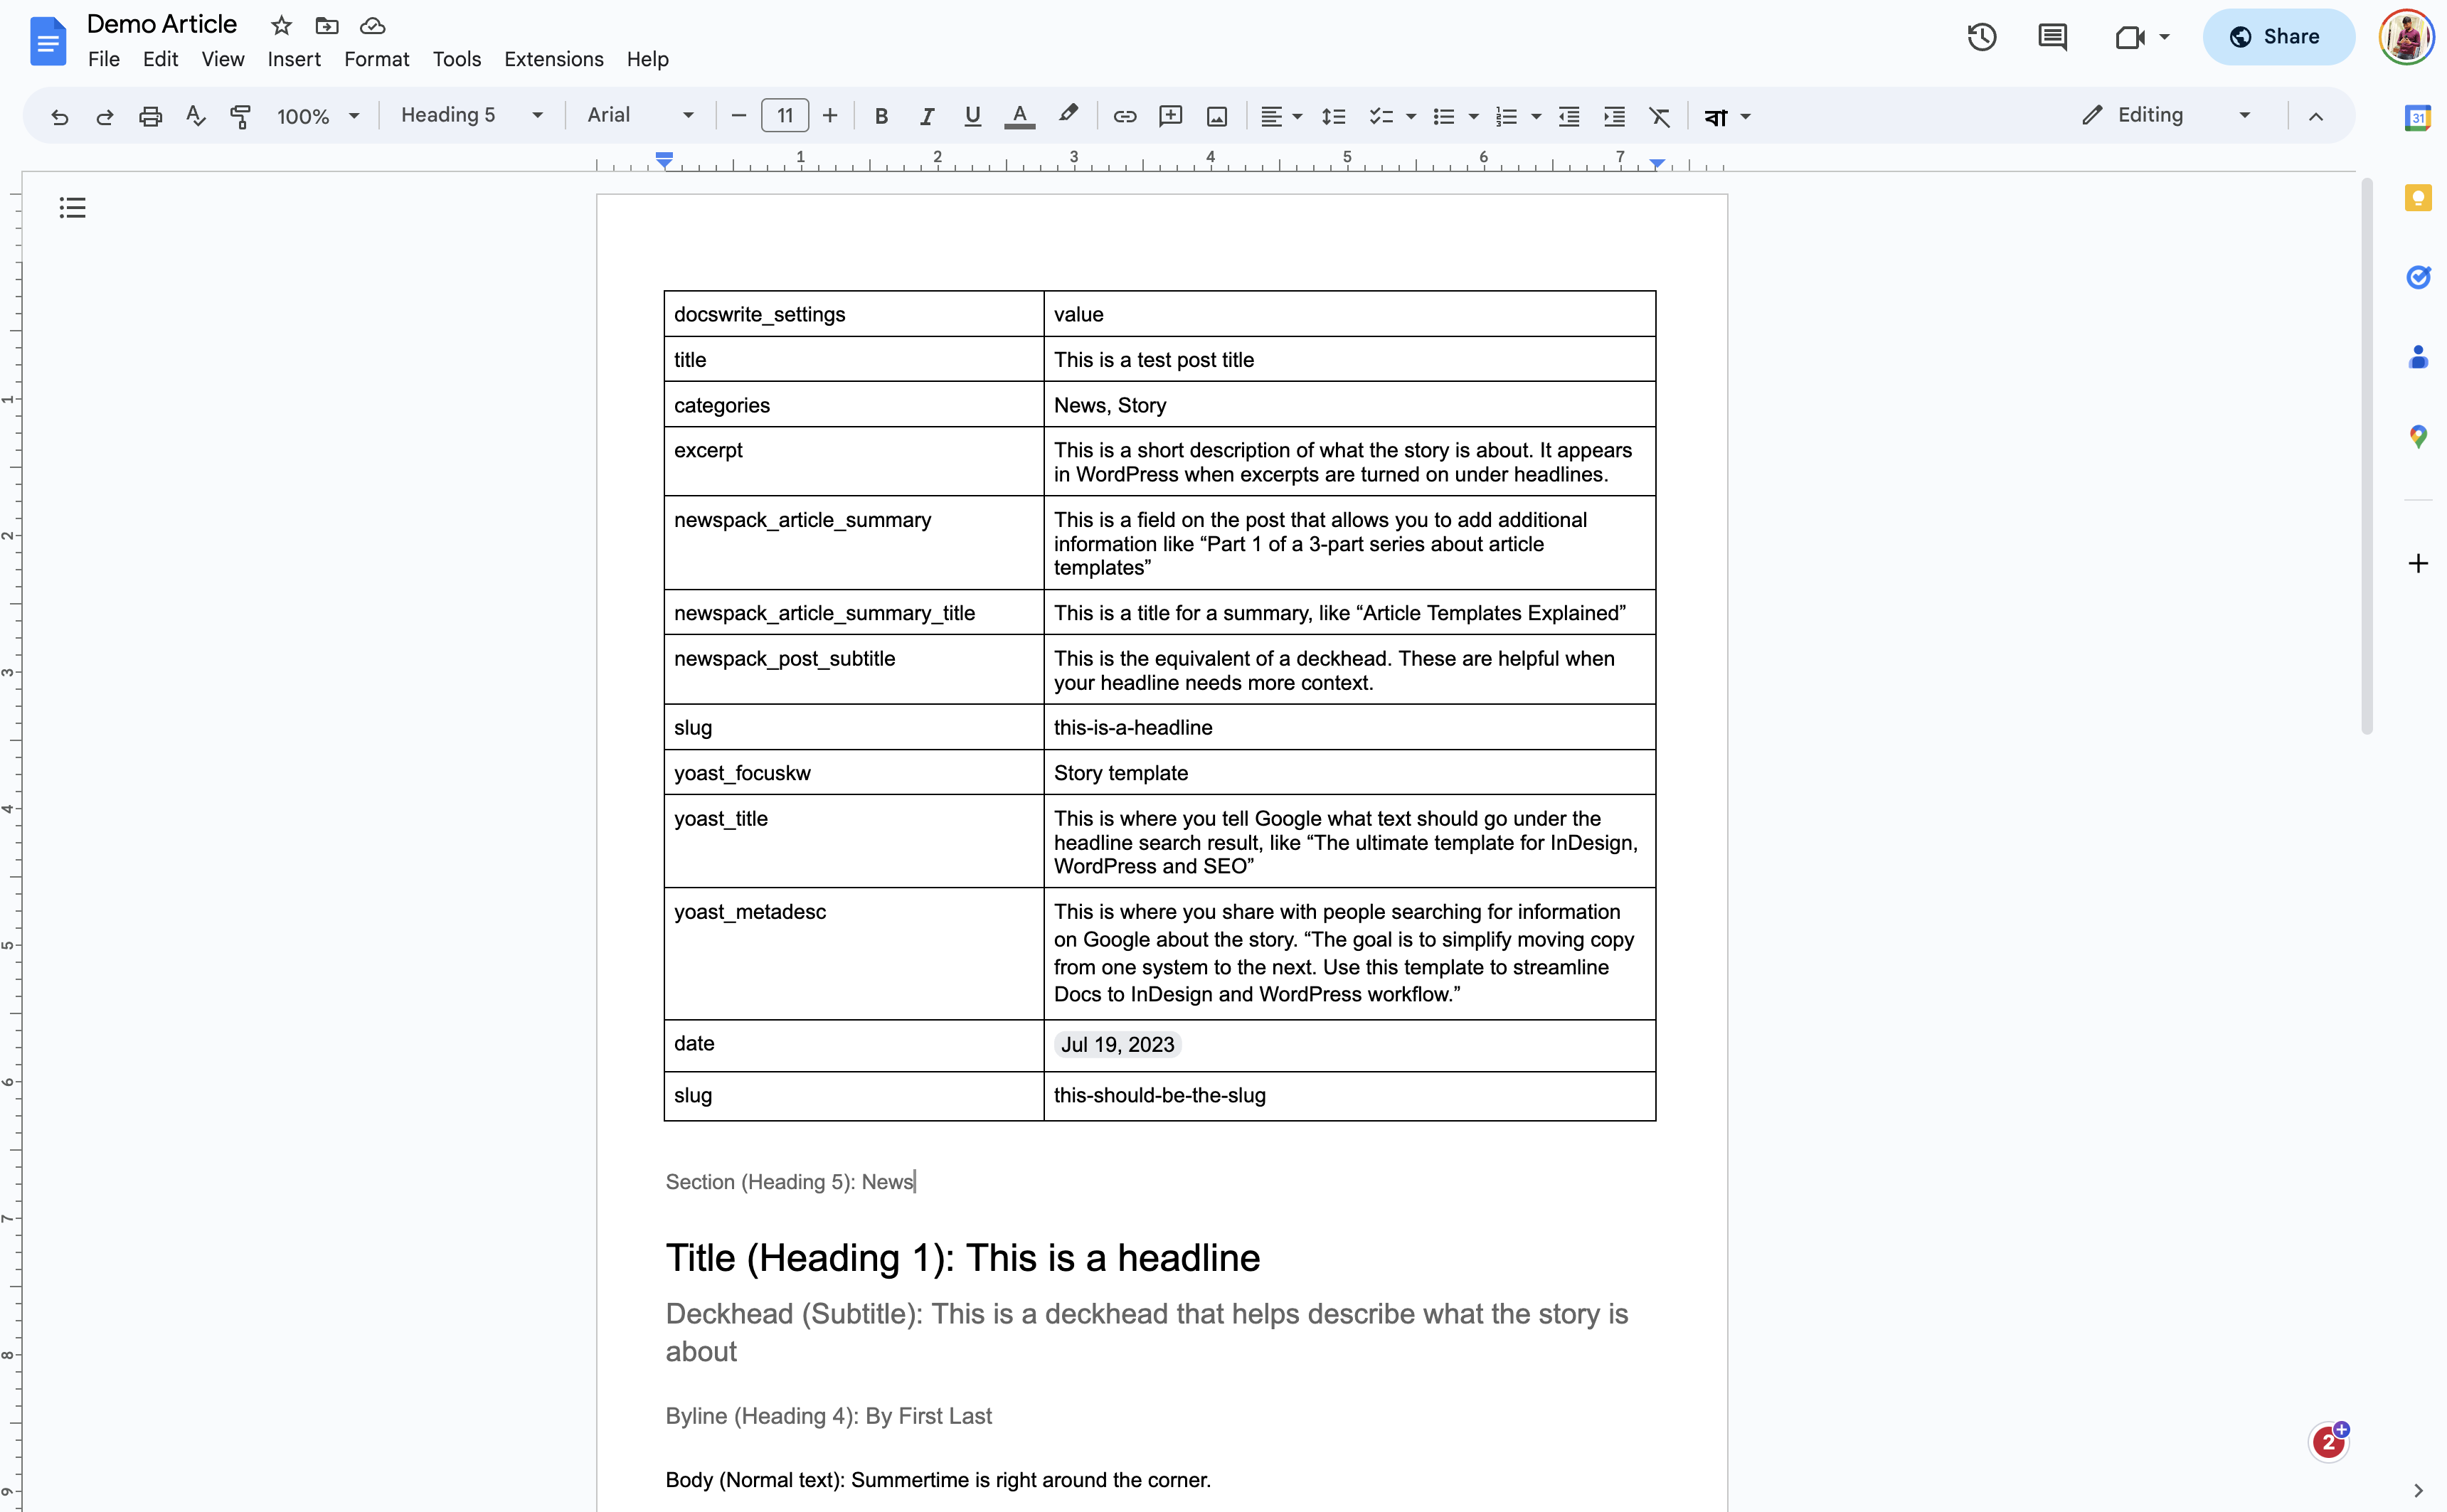 Demo Article
File Edit View Insert Format Tools Extensions Help
Share
100% Heading 5 Arial 11 B I U A বা Editing
31
1 2 3 4 5 6 7
docswrite_settings value
title This is a test post title
categories News, Story
excerpt This is a short description of what the story is about. It appears
in WordPress when excerpts are turned on under headlines.
newspack_article_summary This is a field on the post that allows you to add additional
information like “Part 1 of a 3-part series about article
templates”
newspack_article_summary_title This is a title for a summary, like “Article Templates Explained”
newspack_post_subtitle This is the equivalent of a deckhead. These are helpful when
your headline needs more context.
slug this-is-a-headline
yoast_focuskw Story template
yoast_title This is where you tell Google what text should go under the
headline search result, like “The ultimate template for InDesign,
WordPress and SEO”
yoast_metadesc This is where you share with people searching for information
on Google about the story. “The goal is to simplify moving copy
from one system to the next. Use this template to streamline
Docs to InDesign and WordPress workflow.”
date Jul 19, 2023
slug this-should-be-the-slug
Section (Heading 5): News
Title (Heading 1): This is a headline
Deckhead (Subtitle): This is a deckhead that helps describe what the story is
about
Byline (Heading 4): By First Last
Body (Normal text): Summertime is right around the corner.
1
2
3
4
5
6
7
8
9
2